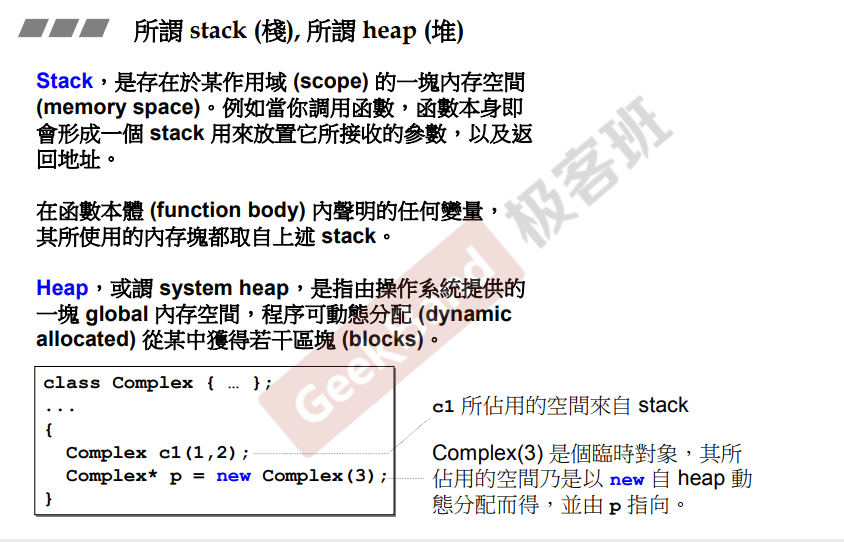 所謂 stack (棧), 所謂 heap (堆)
Stack，是存在於某作用域 (scope) 的一塊內存空間
(memory space)。例如當你調用函數，函數本身即
會形成一個 stack 用來放置它所接收的參數，以及返
回地址。
在函數本體 (function body) 內聲明的任何變量，
其所使用的內存塊都取自上述 stack。
Heap，或謂 system heap，是指由操作系統提供的
一塊 global 內存空間，程序可動態分配 (dynamic
allocated) 從某中獲得若干區塊 (blocks)。
class Complex { … };
...
{
Complex c1(1,2);
Complex* p = new Complex(3);
}
c1 所佔用的空間來自 stack
Complex(3) 是個臨時對象，其所
佔用的空間乃是以 new 自 heap 動
態分配而得，並由 p 指向。
GeekBand 极客班